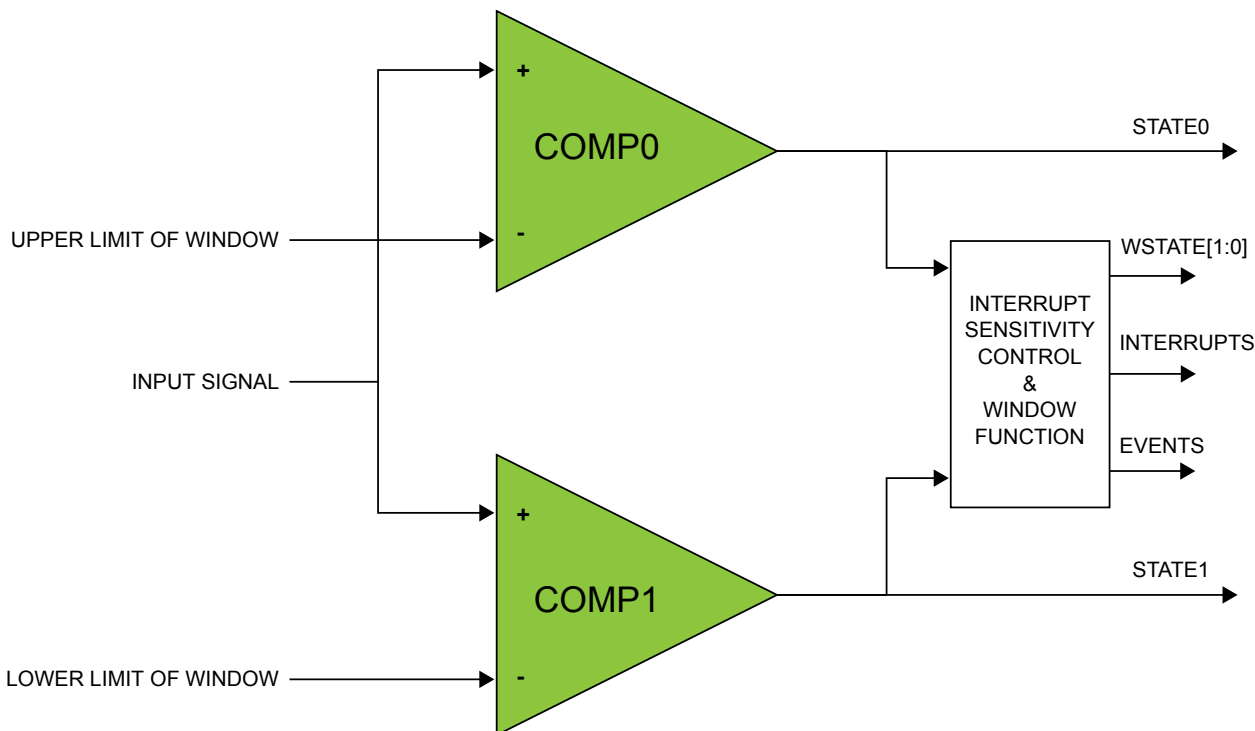 +
COMP0
-
STATE0
UPPER LIMIT OF WINDOW
WSTATE[1:0]
INTERRUPT
SENSITIVITY
CONTROL
&
WINDOW
FUNCTION
INTERRUPTS
INPUT SIGNAL
EVENTS
+
COMP1
-
STATE1
LOWER LIMIT OF WINDOW